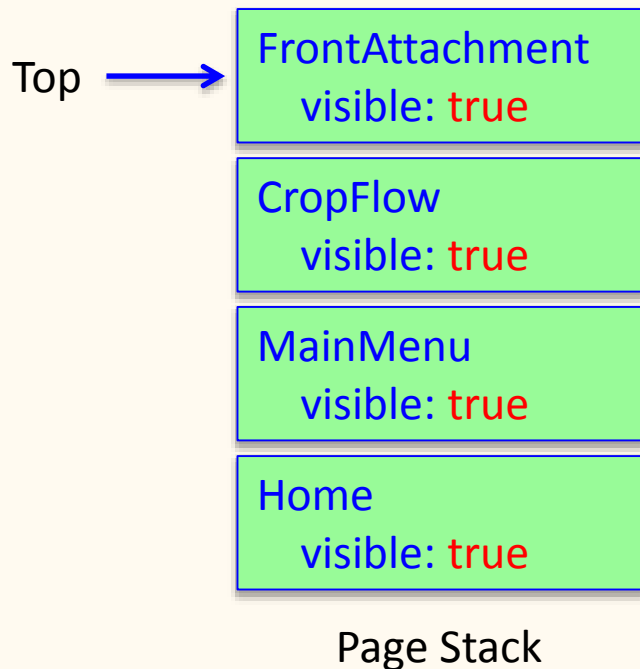 FrontAttachment
Top
visible: true
CropFlow
visible: true
MainMenu
visible: true
Home
visible: true
Page Stack